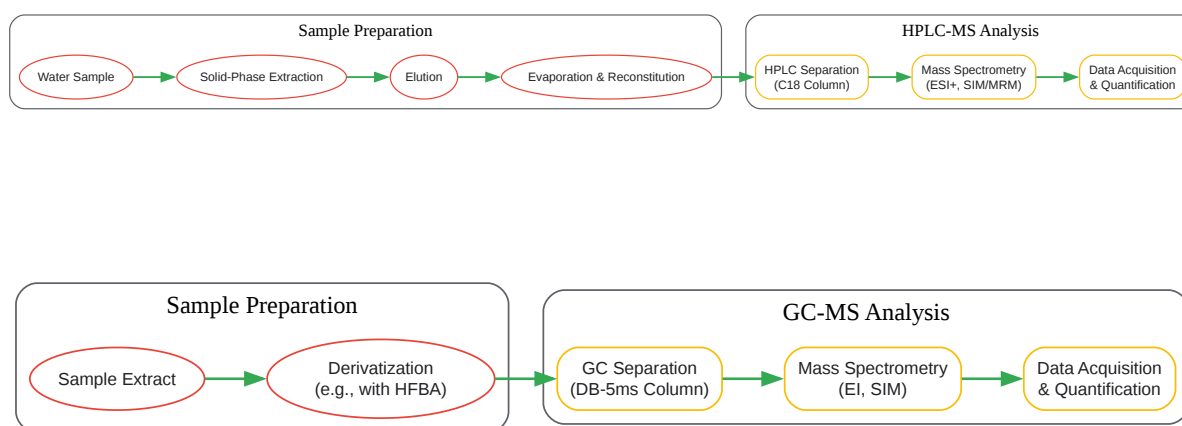 Sample Preparation
HPLC-MS Analysis
Water Sample
Solid-Phase Extraction
Elution
Evaporation & Reconstitution
HPLC Separation
(C18 Column)
Mass Spectrometry
(ESI+, SIM/MRM)
Data Acquisition
& Quantification
Sample Preparation
GC-MS Analysis
Sample Extract
Derivatization
(e.g., with HFBA)
GC Separation
(DB-5ms Column)
Mass Spectrometry
(EI, SIM)
Data Acquisition
& Quantification